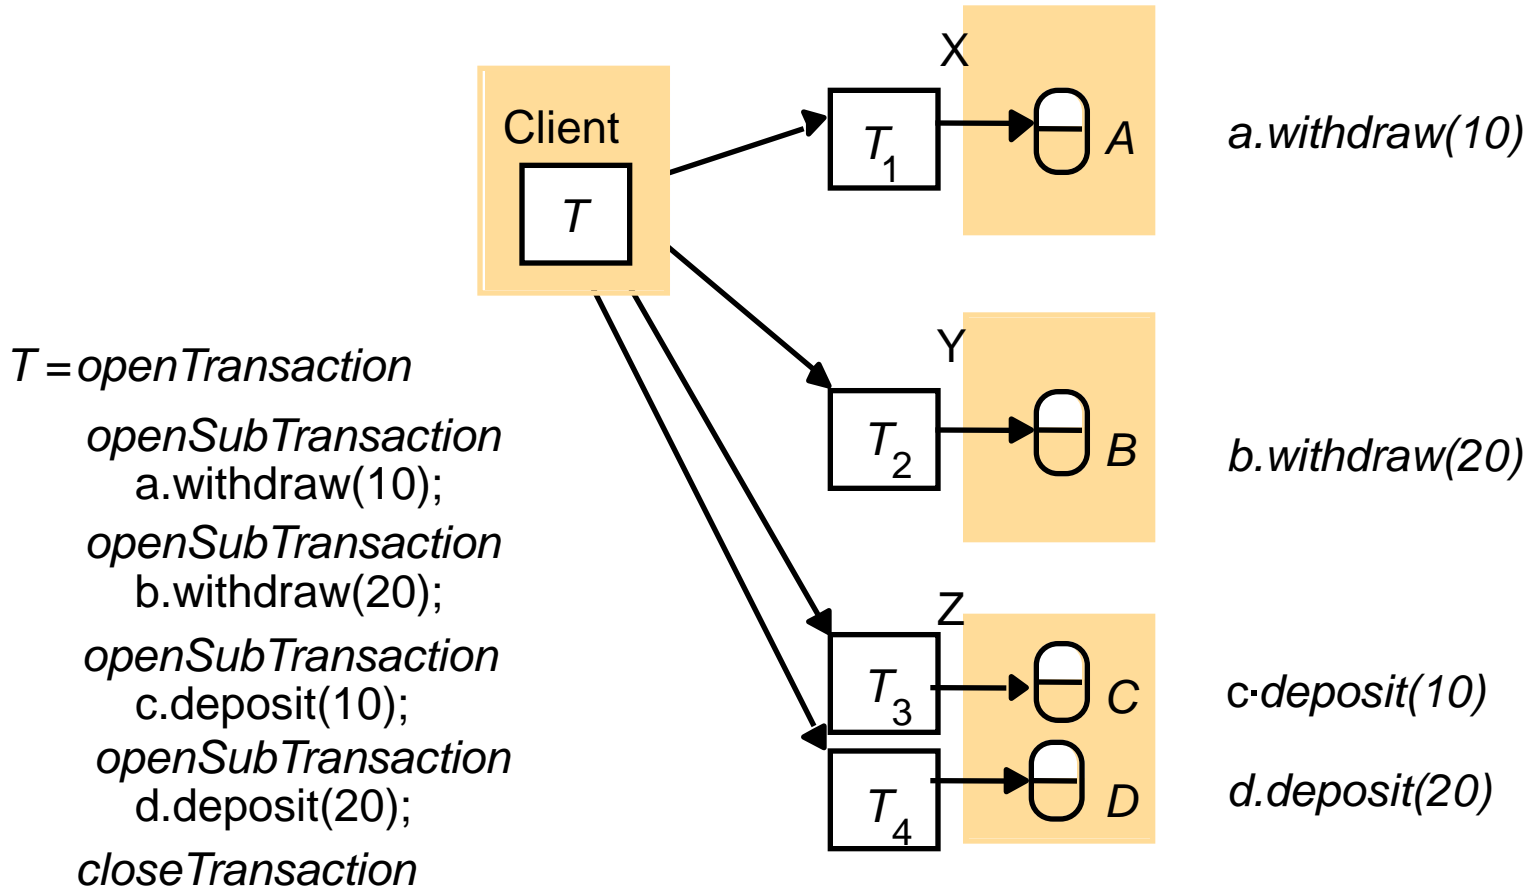 Client
T
T = openTransaction
openSubTransaction
a.withdraw(10);
openSubTransaction
b.withdraw(20);
openSubTransaction
c.deposit(10);
openSubTransaction
d.deposit(20);
closeTransaction
X
T1
A
a.withdraw(10)
Y
T2
B
b.withdraw(20)
Z
T3
C
c·deposit(10)
T4
D
d.deposit(20)